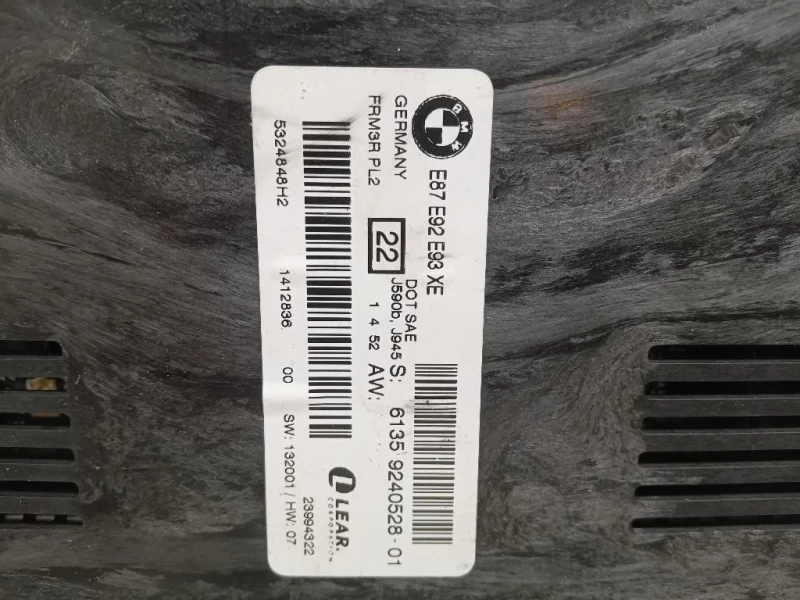 BMW
E87 E92 E93 XE
GERMANY
DOT SAE
J590b, J945
S: 6135 9240528 - 01
FRM3R PL2
22
1 4 52
AW:
5324848H2
1412836 00 SW: 132001 / HW: 07
LEAR.
CORPORATION
23994322